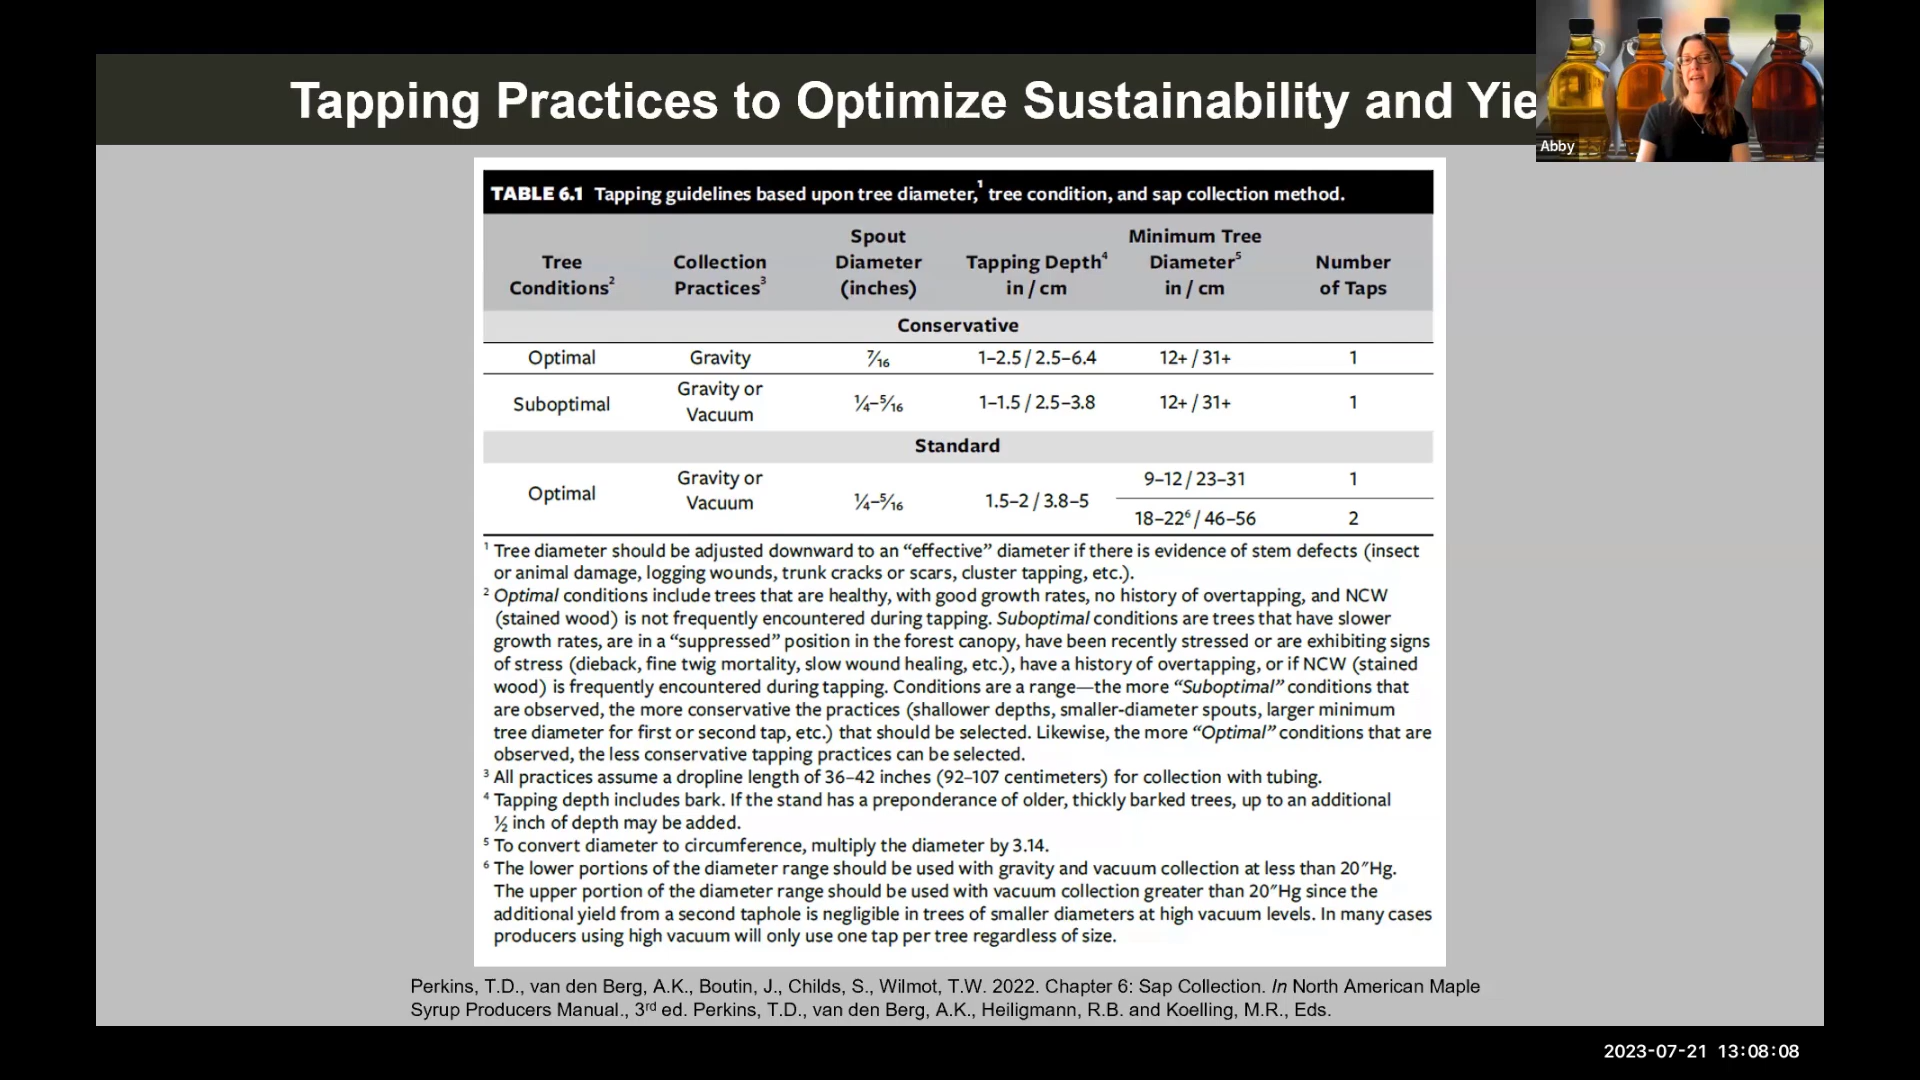 Tapping Practices to Optimize Sustainability and Yie
Abby
TABLE 6.1 Tapping guidelines based upon tree diameter,¹ tree condition, and sap collection method.
Tree Conditions² Collection Practices³ Spout Diameter (inches) Tapping Depth⁴ in / cm Minimum Tree Diameter⁵ in / cm Number of Taps
Conservative
Optimal Gravity 7⁄16 1–2.5 / 2.5–6.4 12+ / 31+ 1
Suboptimal Gravity or Vacuum ¼–5⁄16 1–1.5 / 2.5–3.8 12+ / 31+ 1
Standard
Optimal Gravity or Vacuum ¼–5⁄16 1.5–2 / 3.8–5 9–12 / 23–31 1
18–22⁶ / 46–56 2
¹ Tree diameter should be adjusted downward to an “effective” diameter if there is evidence of stem defects (insect
or animal damage, logging wounds, trunk cracks or scars, cluster tapping, etc.).
² Optimal conditions include trees that are healthy, with good growth rates, no history of overtapping, and NCW
(stained wood) is not frequently encountered during tapping. Suboptimal conditions are trees that have slower
growth rates, are in a “suppressed” position in the forest canopy, have been recently stressed or are exhibiting signs
of stress (dieback, fine twig mortality, slow wound healing, etc.), have a history of overtapping, or if NCW (stained
wood) is frequently encountered during tapping. Conditions are a range—the more “Suboptimal” conditions that
are observed, the more conservative the practices (shallower depths, smaller-diameter spouts, larger minimum
tree diameter for first or second tap, etc.) that should be selected. Likewise, the more “Optimal” conditions that are
observed, the less conservative tapping practices can be selected.
³ All practices assume a dropline length of 36–42 inches (92–107 centimeters) for collection with tubing.
⁴ Tapping depth includes bark. If the stand has a preponderance of older, thickly barked trees, up to an additional
½ inch of depth may be added.
⁵ To convert diameter to circumference, multiply the diameter by 3.14.
⁶ The lower portions of the diameter range should be used with gravity and vacuum collection at less than 20″Hg.
The upper portion of the diameter range should be used with vacuum collection greater than 20″Hg since the
additional yield from a second taphole is negligible in trees of smaller diameters at high vacuum levels. In many cases
producers using high vacuum will only use one tap per tree regardless of size.
Perkins, T.D., van den Berg, A.K., Boutin, J., Childs, S., Wilmot, T.W. 2022. Chapter 6: Sap Collection. In North American Maple
Syrup Producers Manual., 3rd ed. Perkins, T.D., van den Berg, A.K., Heiligmann, R.B. and Koelling, M.R., Eds.
2023-07-21 13:08:08